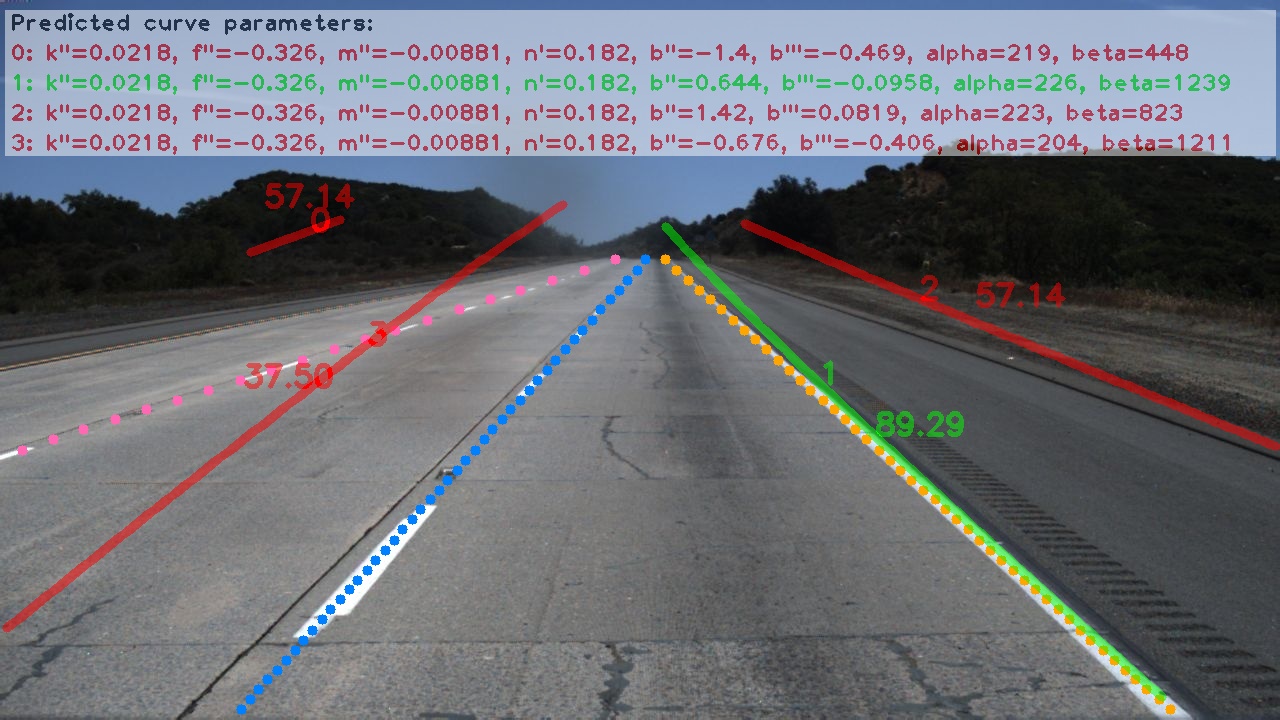 Predicted curve parameters:
0: k''=0.0218, f''=−0.326, m''=−0.00881, n'=0.182, b''=−1.4, b'''=−0.469, alpha=219, beta=448
1: k''=0.0218, f''=−0.326, m''=−0.00881, n'=0.182, b''=0.644, b'''=−0.0958, alpha=226, beta=1239
2: k''=0.0218, f''=−0.326, m''=−0.00881, n'=0.182, b''=1.42, b'''=0.0819, alpha=223, beta=823
3: k''=0.0218, f''=−0.326, m''=−0.00881, n'=0.182, b''=−0.676, b'''=−0.406, alpha=204, beta=1211
57.14
0
2 57.14
3
37.50
1
89.29